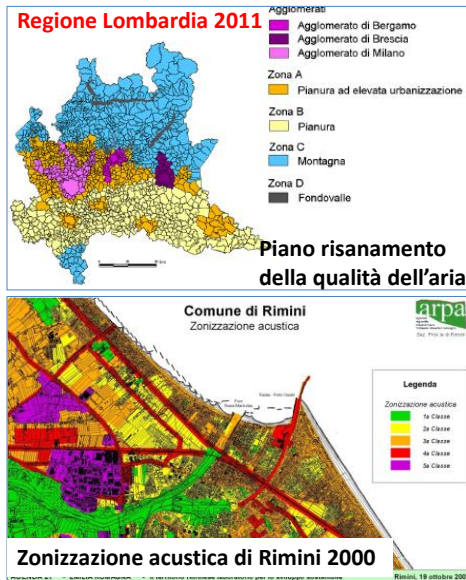 Regione Lombardia 2011
Agglomerati
Agglomerato di Bergamo
Agglomerato di Brescia
Agglomerato di Milano
Zona A
Pianura ad elevata urbanizzazione
Zona B
Pianura
Zona C
Montagna
Zona D
Fondovalle
Piano risanamento
della qualità dell'aria
Comune di Rimini
Zonizzazione acustica
arpa
Legenda
Zonizzazione acustica
1a Classe
2a Classe
3a Classe
4a Classe
5a Classe
Zonizzazione acustica di Rimini 2000
Rimini, 19 ottobre 200